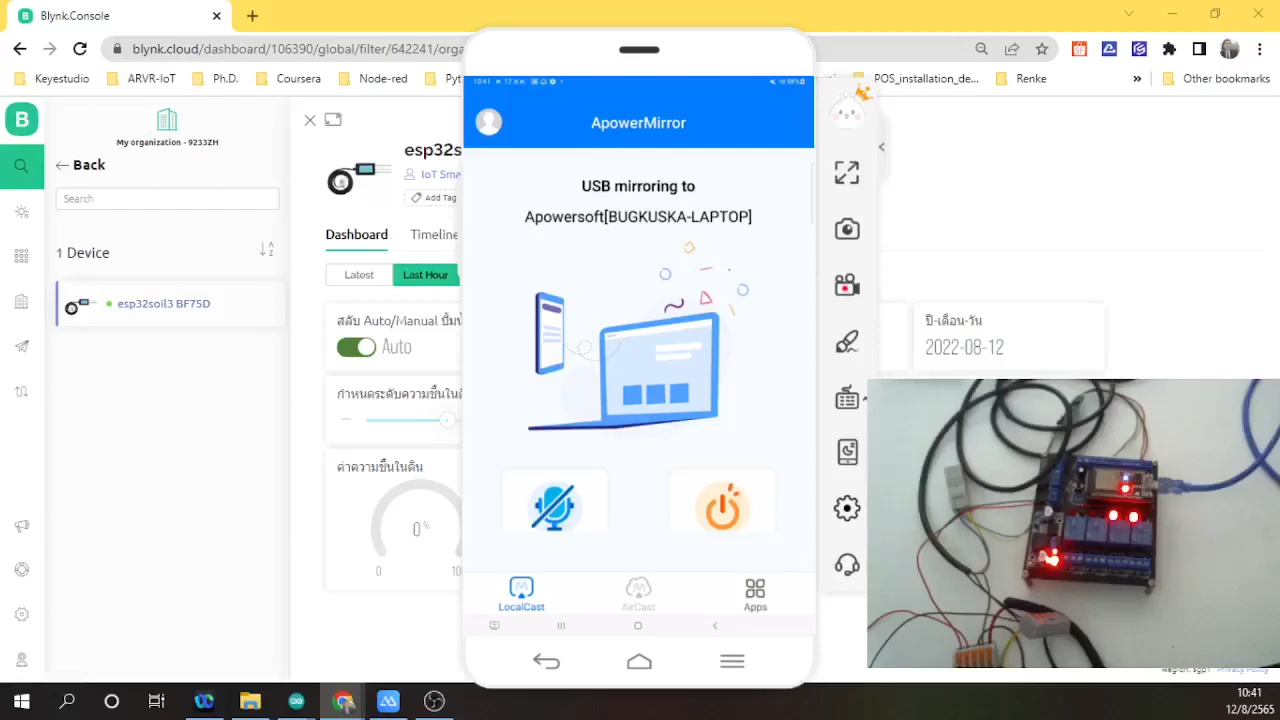 Blynk.Console
blynk.cloud/dashboard/106390/global/filter/642241/orga
Keyestudio
ARVR-IoT
Ph.D.
Coursera
Node-red
POS_installation_de...
Renke
Other bookmarks
B
My organization - 9233ZH
Back
Search
1 Device
esp32soil3 BF75D
esp32s
IoT Sma
Add Tag
Dashboard
Timeline
Latest
Last Hour
สลับ Auto/Manual ปั้มน้
Auto
กำหนดระดับความชื้นในดิ
ค่าความชื้นในดิน
0%
0
ปี-เดือน-วัน
2022-08-12
10:41
98%
ApowerMirror
USB mirroring to
Apowersoft[BUGKUSKA-LAPTOP]
LocalCast
AirCast
Apps
Privacy Policy
10:41
12/8/2565